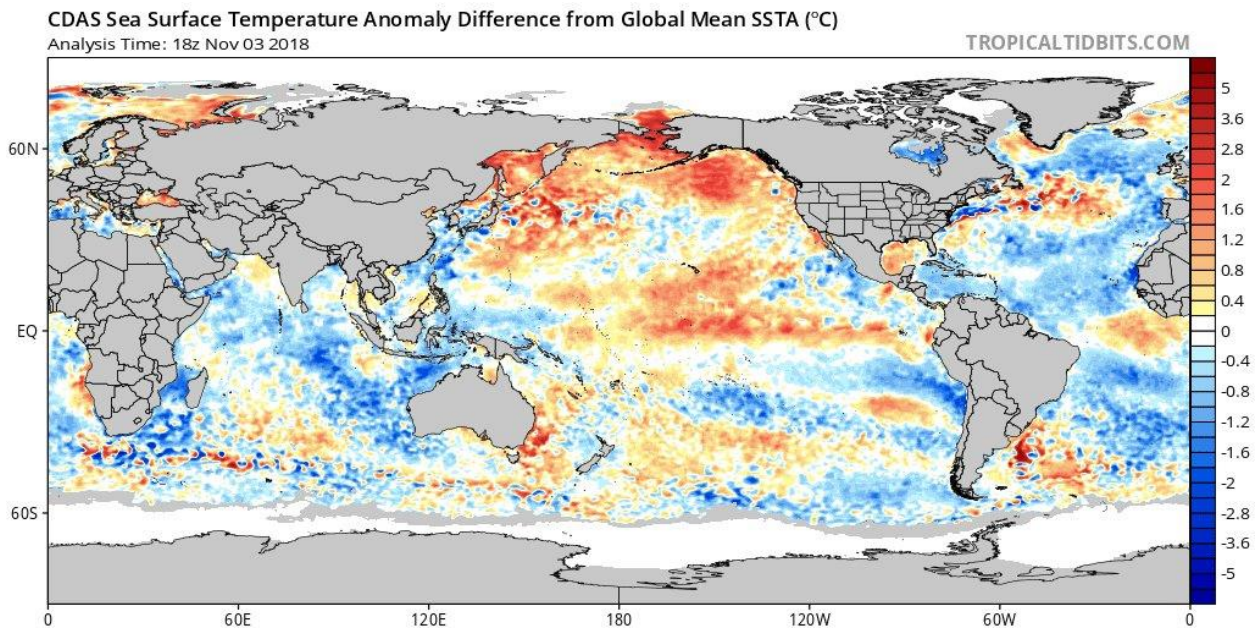 CDAS Sea Surface Temperature Anomaly Difference from Global Mean SSTA (°C)
Analysis Time: 18z Nov 03 2018
TROPICALTIDBITS.COM
60N
EQ
60S
0
60E
120E
180
120W
60W
0
5
3.6
2.8
2
1.6
1.2
0.8
0.4
0
-0.4
-0.8
-1.2
-1.6
-2
-2.8
-3.6
-5